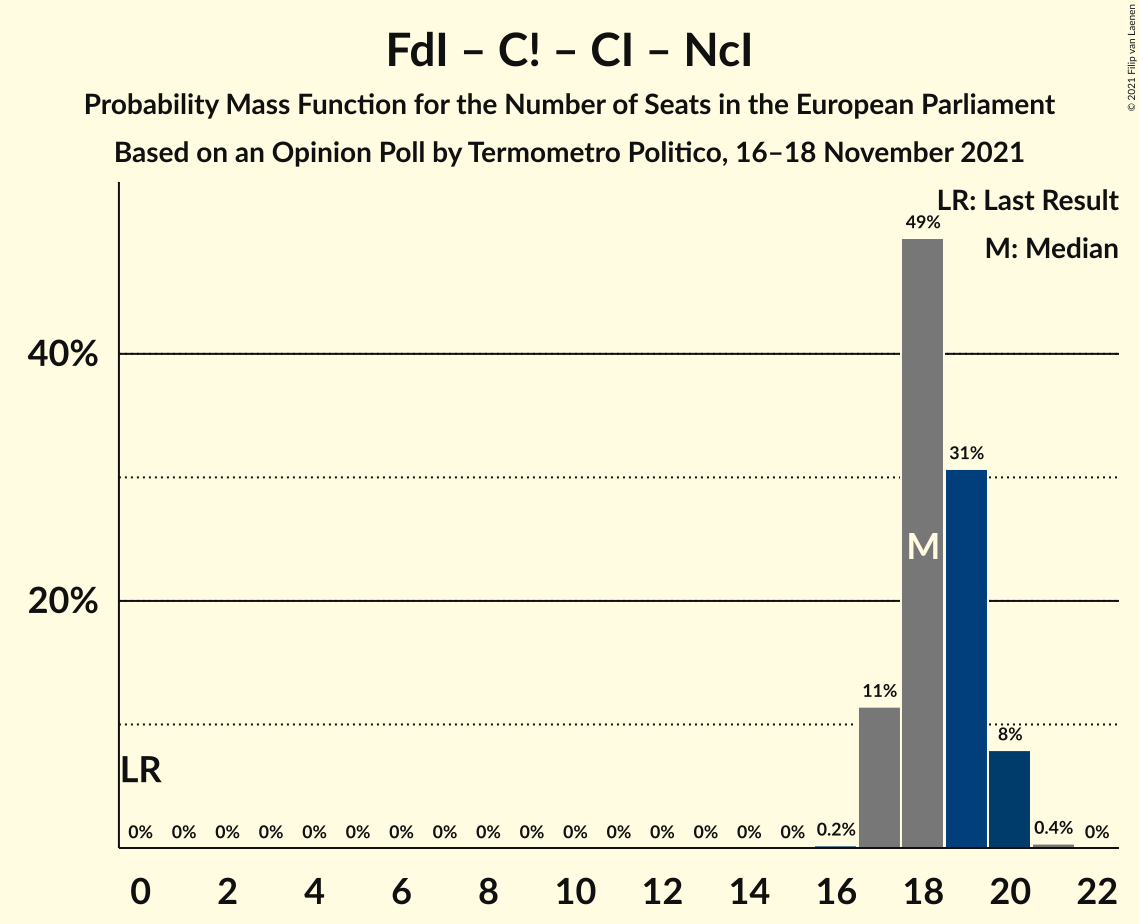 FdI – C! – CI – NcI
Probability Mass Function for the Number of Seats in the European Parliament
Based on an Opinion Poll by Termometro Politico, 16–18 November 2021
© 2021 Filip van Laenen
LR: Last Result
M: Median
49%
40%
31%
M
20%
11%
8%
LR
0% 0% 0% 0% 0% 0% 0% 0% 0% 0% 0% 0% 0% 0% 0% 0% 0.2% 0.4% 0%
0 2 4 6 8 10 12 14 16 18 20 22